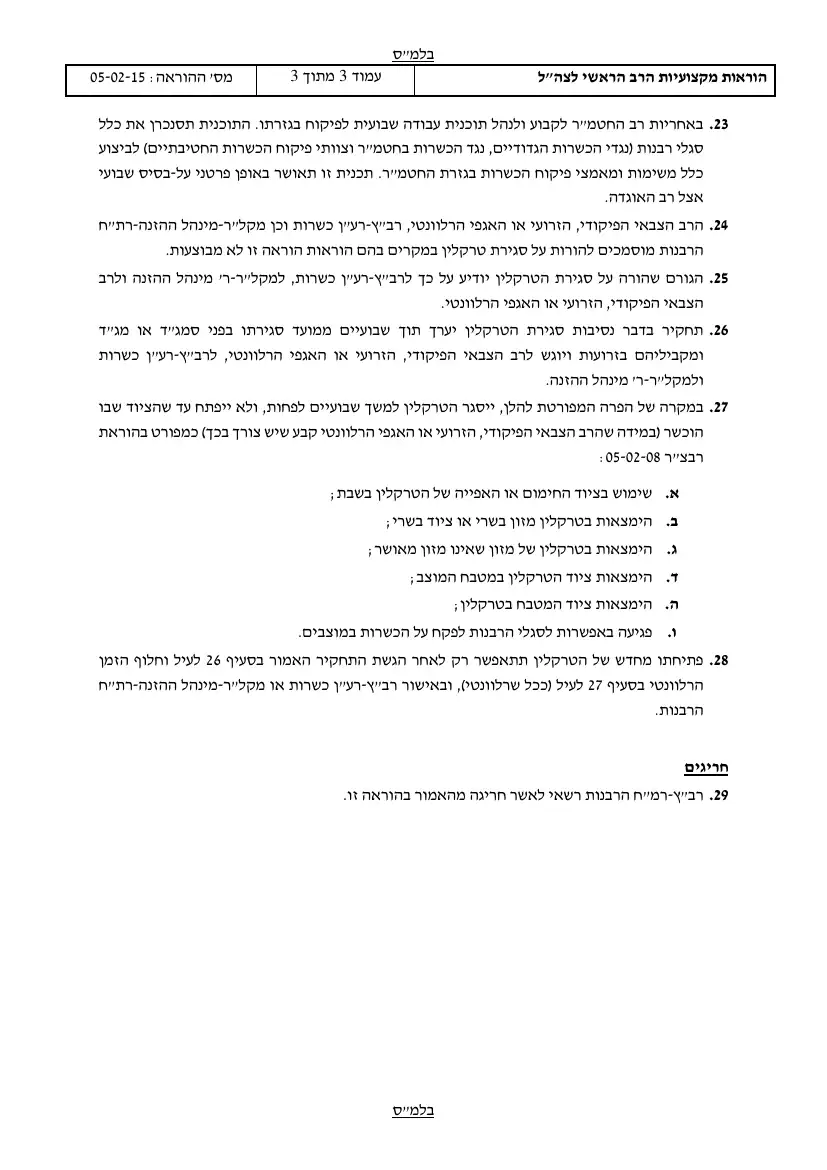 בלמ״ס
הוראות מקצועיות הרב הראשי לצה״ל עמוד 3 מתוך 3 מס׳ ההוראה: 05-02-15
23. באחריות רב החטמ״ר לקבוע ולנהל תוכנית עבודה שבועית לפיקוח בגזרתו. התוכנית תסנכרן את כלל
סגלי רבנות (נגדי הכשרות הגדודיים, נגד הכשרות בחטמ״ר וצוותי פיקוח הכשרות החטיבתיים) לביצוע
כלל משימות ומאמצי פיקוח הכשרות בגזרת החטמ״ר. תכנית זו תאושר באופן פרטני על-בסיס שבועי
אצל רב האוגדה.
24. הרב הצבאי הפיקודי, הזרועי או האגפי הרלוונטי, רב״ץ-רע״ן כשרות וכן מקל״ר-מינהל ההזנה-רת״ח
הרבנות מוסמכים להורות על סגירת טרקלין במקרים בהם הוראות הוראה זו לא מבוצעות.
25. הגורם שהורה על סגירת הטרקלין יודיע על כך לרב״ץ-רע״ן כשרות, למקל״ר-ר׳ מינהל ההזנה ולרב
הצבאי הפיקודי, הזרועי או האגפי הרלוונטי.
26. תחקיר בדבר נסיבות סגירת הטרקלין יערך תוך שבועיים ממועד סגירתו בפני סמג״ד או מג״ד
ומקביליהם בזרועות ויוגש לרב הצבאי הפיקודי, הזרועי או האגפי הרלוונטי, לרב״ץ-רע״ן כשרות
ולמקל״ר-ר׳ מינהל ההזנה.
27. במקרה של הפרה המפורטת להלן, ייסגר הטרקלין למשך שבועיים לפחות, ולא ייפתח עד שהציוד שבו
הוכשר (במידה שהרב הצבאי הפיקודי, הזרועי או האגפי הרלוונטי קבע שיש צורך בכך) כמפורט בהוראת
רבצ״ר 05-02-08:
א. שימוש בציוד החימום או האפייה של הטרקלין בשבת;
ב. הימצאות בטרקלין מזון בשרי או ציוד בשרי;
ג. הימצאות בטרקלין של מזון שאינו מזון מאושר;
ד. הימצאות ציוד הטרקלין במטבח המוצב;
ה. הימצאות ציוד המטבח בטרקלין;
ו. פגיעה באפשרות לסגלי הרבנות לפקח על הכשרות במוצבים.
28. פתיחתו מחדש של הטרקלין תתאפשר רק לאחר הגשת התחקיר האמור בסעיף 26 לעיל וחלוף הזמן
הרלוונטי בסעיף 27 לעיל (ככל שרלוונטי), ובאישור רב״ץ-רע״ן כשרות או מקל״ר-מינהל ההזנה-רת״ח
הרבנות.
חריגים
29. רב״ץ-רמ״ח הרבנות רשאי לאשר חריגה מהאמור בהוראה זו.
בלמ״ס